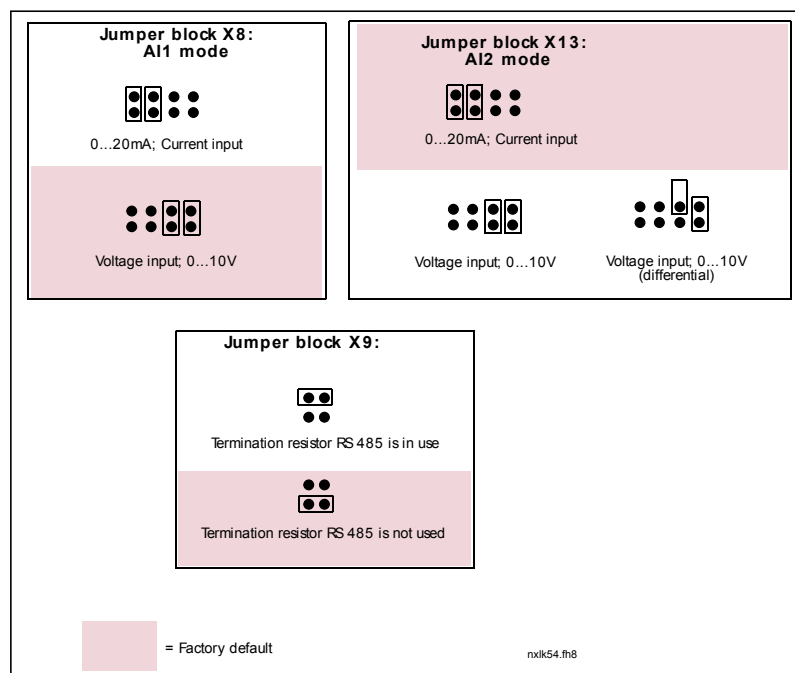 Jumper block X8:
AI1 mode
0...20mA; Current input
Voltage input; 0...10V
Jumper block X13:
AI2 mode
0...20mA; Current input
Voltage input; 0...10V
Voltage input; 0...10V
(differential)
Jumper block X9:
Termination resistor RS 485 is in use
Termination resistor RS 485 is not used
= Factory default
nxlk54.fh8